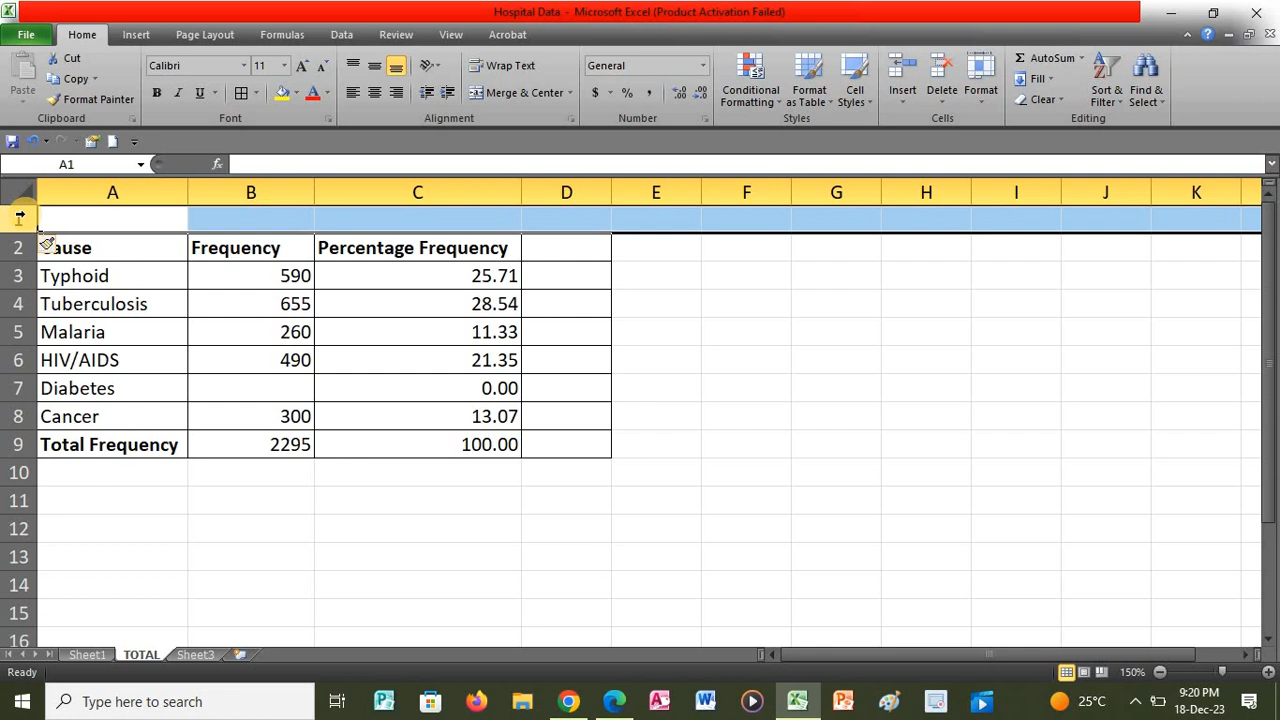 Hospital Data - Microsoft Excel (Product Activation Failed)
File Home Insert Page Layout Formulas Data Review View Acrobat
Paste Cut Copy Format Painter
Calibri 11 B I U A A A
Wrap Text Merge & Center
General $ % ,
Conditional Formatting Format as Table Cell Styles
Insert Delete Format
Σ AutoSum Fill Clear Sort & Filter Find & Select
Clipboard Font Alignment Number Styles Cells Editing
A1 fx
A B C D E F G H I J K
1
2 Frequency Percentage Frequency
3 Typhoid 590 25.71
4 Tuberculosis 655 28.54
5 Malaria 260 11.33
6 HIV/AIDS 490 21.35
7 Diabetes 0.00
8 Cancer 300 13.07
9 Total Frequency 2295 100.00
10
11
12
13
14
15
16
Sheet1 TOTAL Sheet3
Ready 150%
Type here to search 25°C 9:20 PM
18-Dec-23